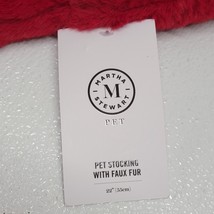 MARTHA
M
STEWART
PET
PET STOCKING
WITH FAUX FUR